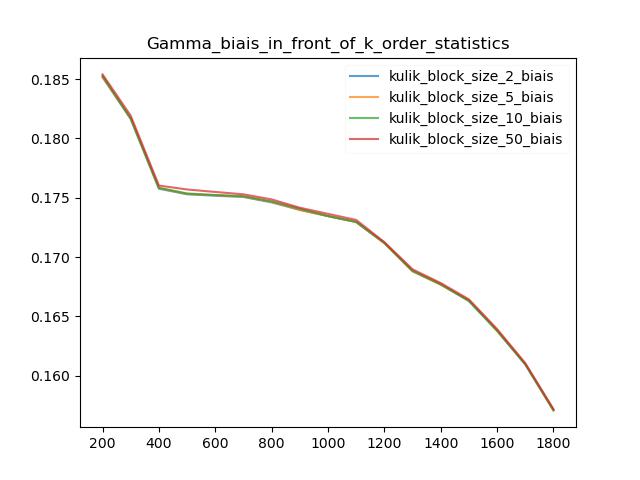 Gamma_biais_in_front_of_k_order_statistics
kulik_block_size_2_biais
kulik_block_size_5_biais
kulik_block_size_10_biais
kulik_block_size_50_biais
0.185
0.180
0.175
0.170
0.165
0.160
200 400 600 800 1000 1200 1400 1600 1800